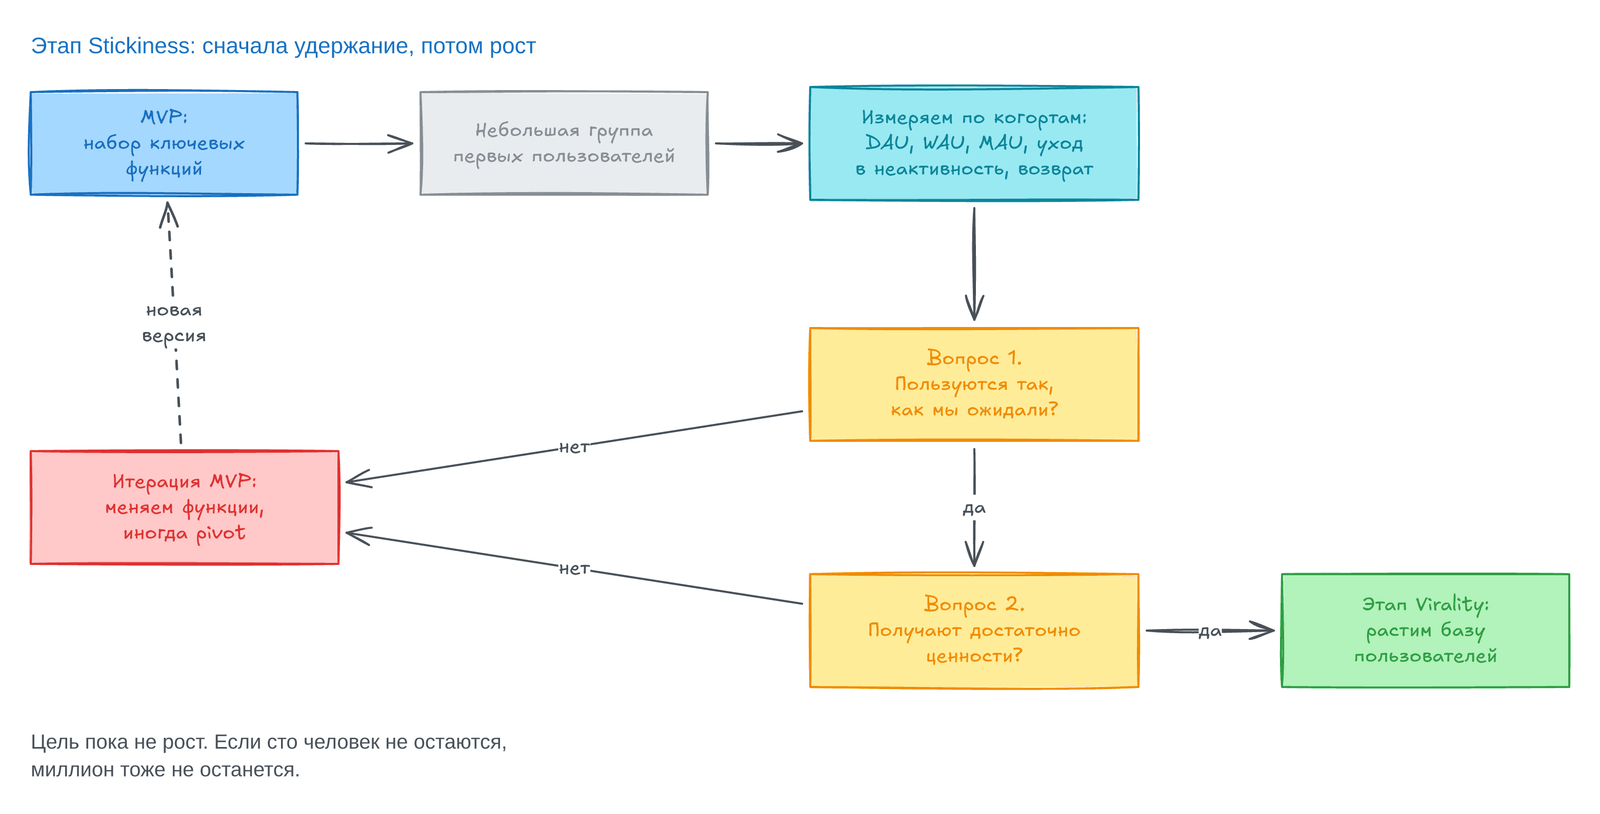 Этап Stickiness: сначала удержание, потом рост
MVP:
набор ключевых
функций
Небольшая группа
первых пользователей
Измеряем по когортам:
DAU, WAU, MAU, уход
в неактивность, возврат
новая
версия
Вопрос 1.
Пользуются так,
как мы ожидали?
нет
Итерация MVP:
меняем функции,
иногда pivot
да
нет
Вопрос 2.
Получают достаточно
ценности?
да
Этап Virality:
растим базу
пользователей
Цель пока не рост. Если сто человек не остаются,
миллион тоже не останется.